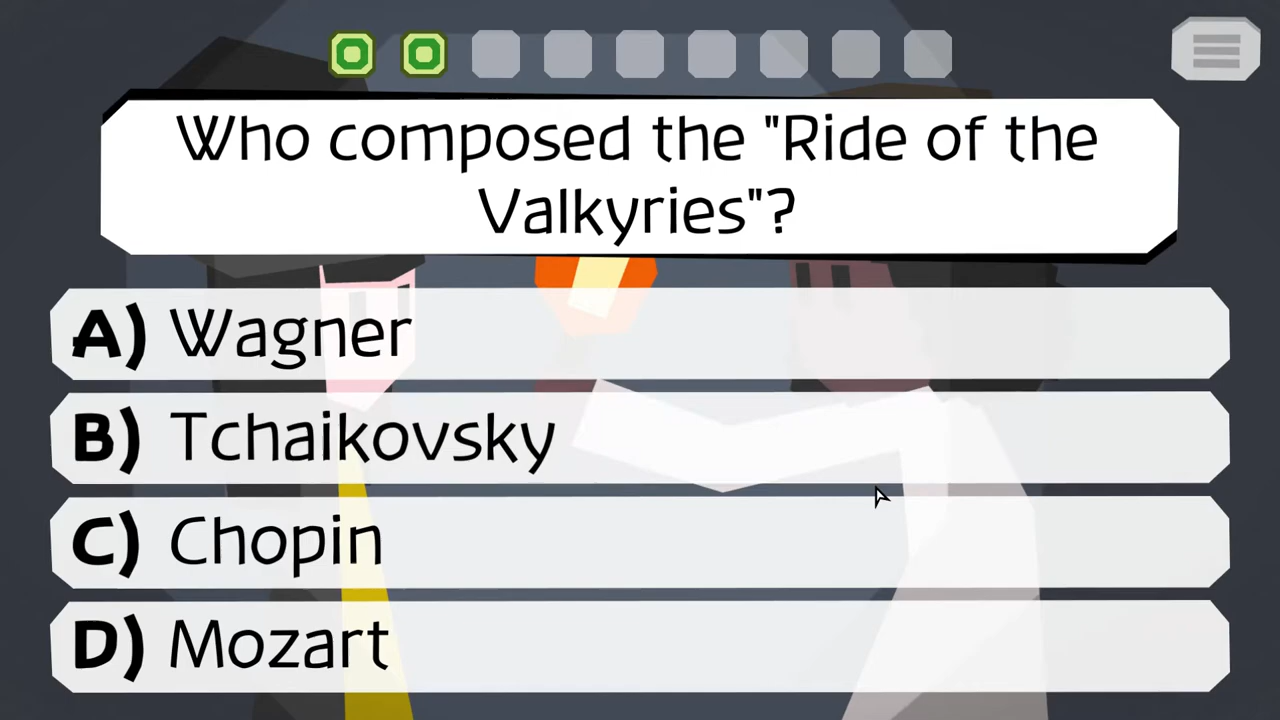 Who composed the "Ride of the
Valkyries"?
A) Wagner
B) Tchaikovsky
C) Chopin
D) Mozart